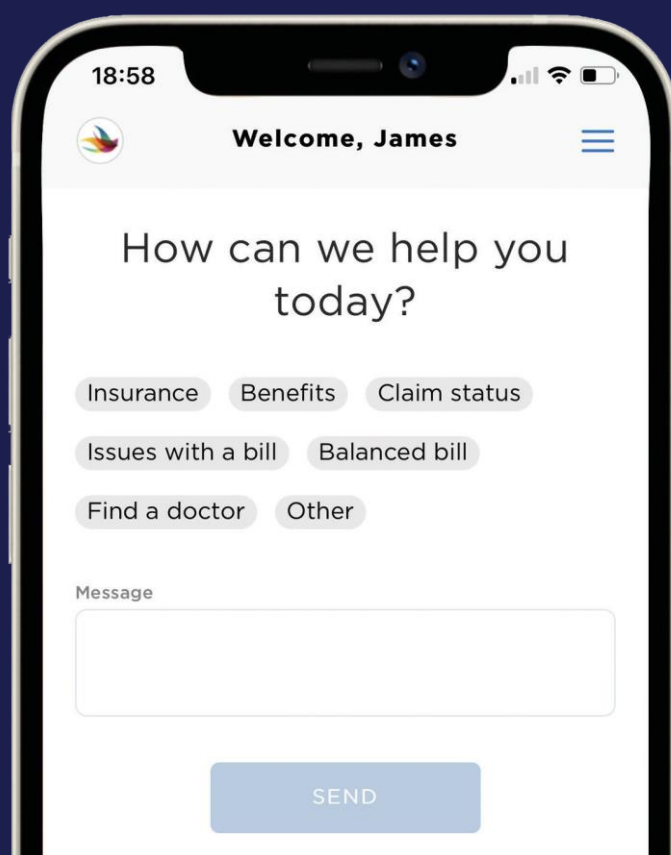 18:58
Welcome, James
How can we help you
today?
Insurance Benefits Claim status
Issues with a bill Balanced bill
Find a doctor Other
Message
SEND